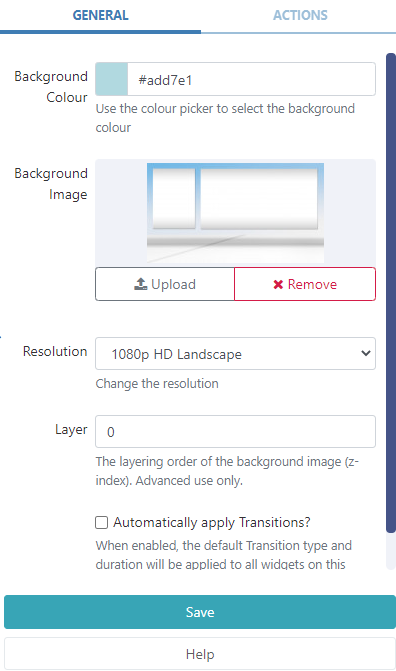 GENERAL ACTIONS
Background Colour
#add7e1
Use the colour picker to select the background
colour
Background
Image
Upload Remove
Resolution 1080p HD Landscape
Change the resolution
Layer 0
The layering order of the background image (z-
index). Advanced use only.
Automatically apply Transitions?
When enabled, the default Transition type and
duration will be applied to all widgets on this
Save
Help